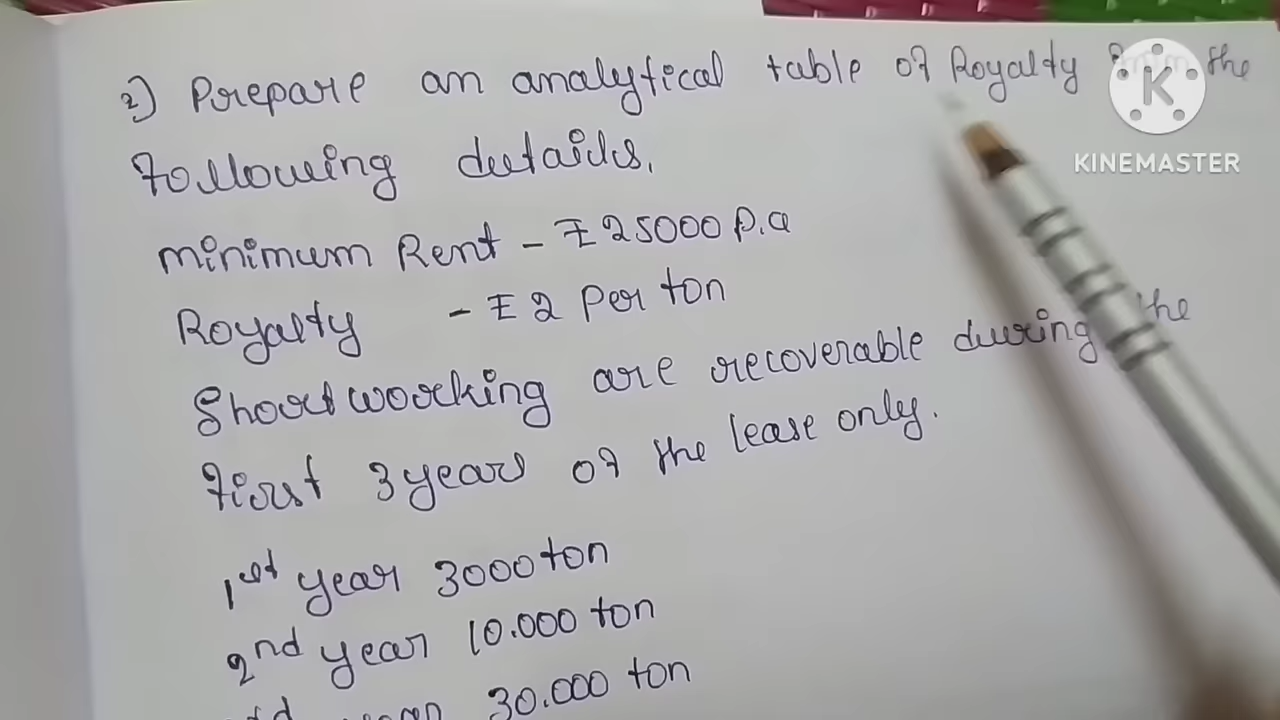 2) Prepare an analytical table of Royalty the
following details.
minimum Rent - ₹25000 P.a
Royalty - ₹2 Per ton
Shortworking are recoverable during the
First 3 years of the lease only.
1st year 3000 ton
2nd year 10.000 ton
30.000 ton
K
KINEMASTER